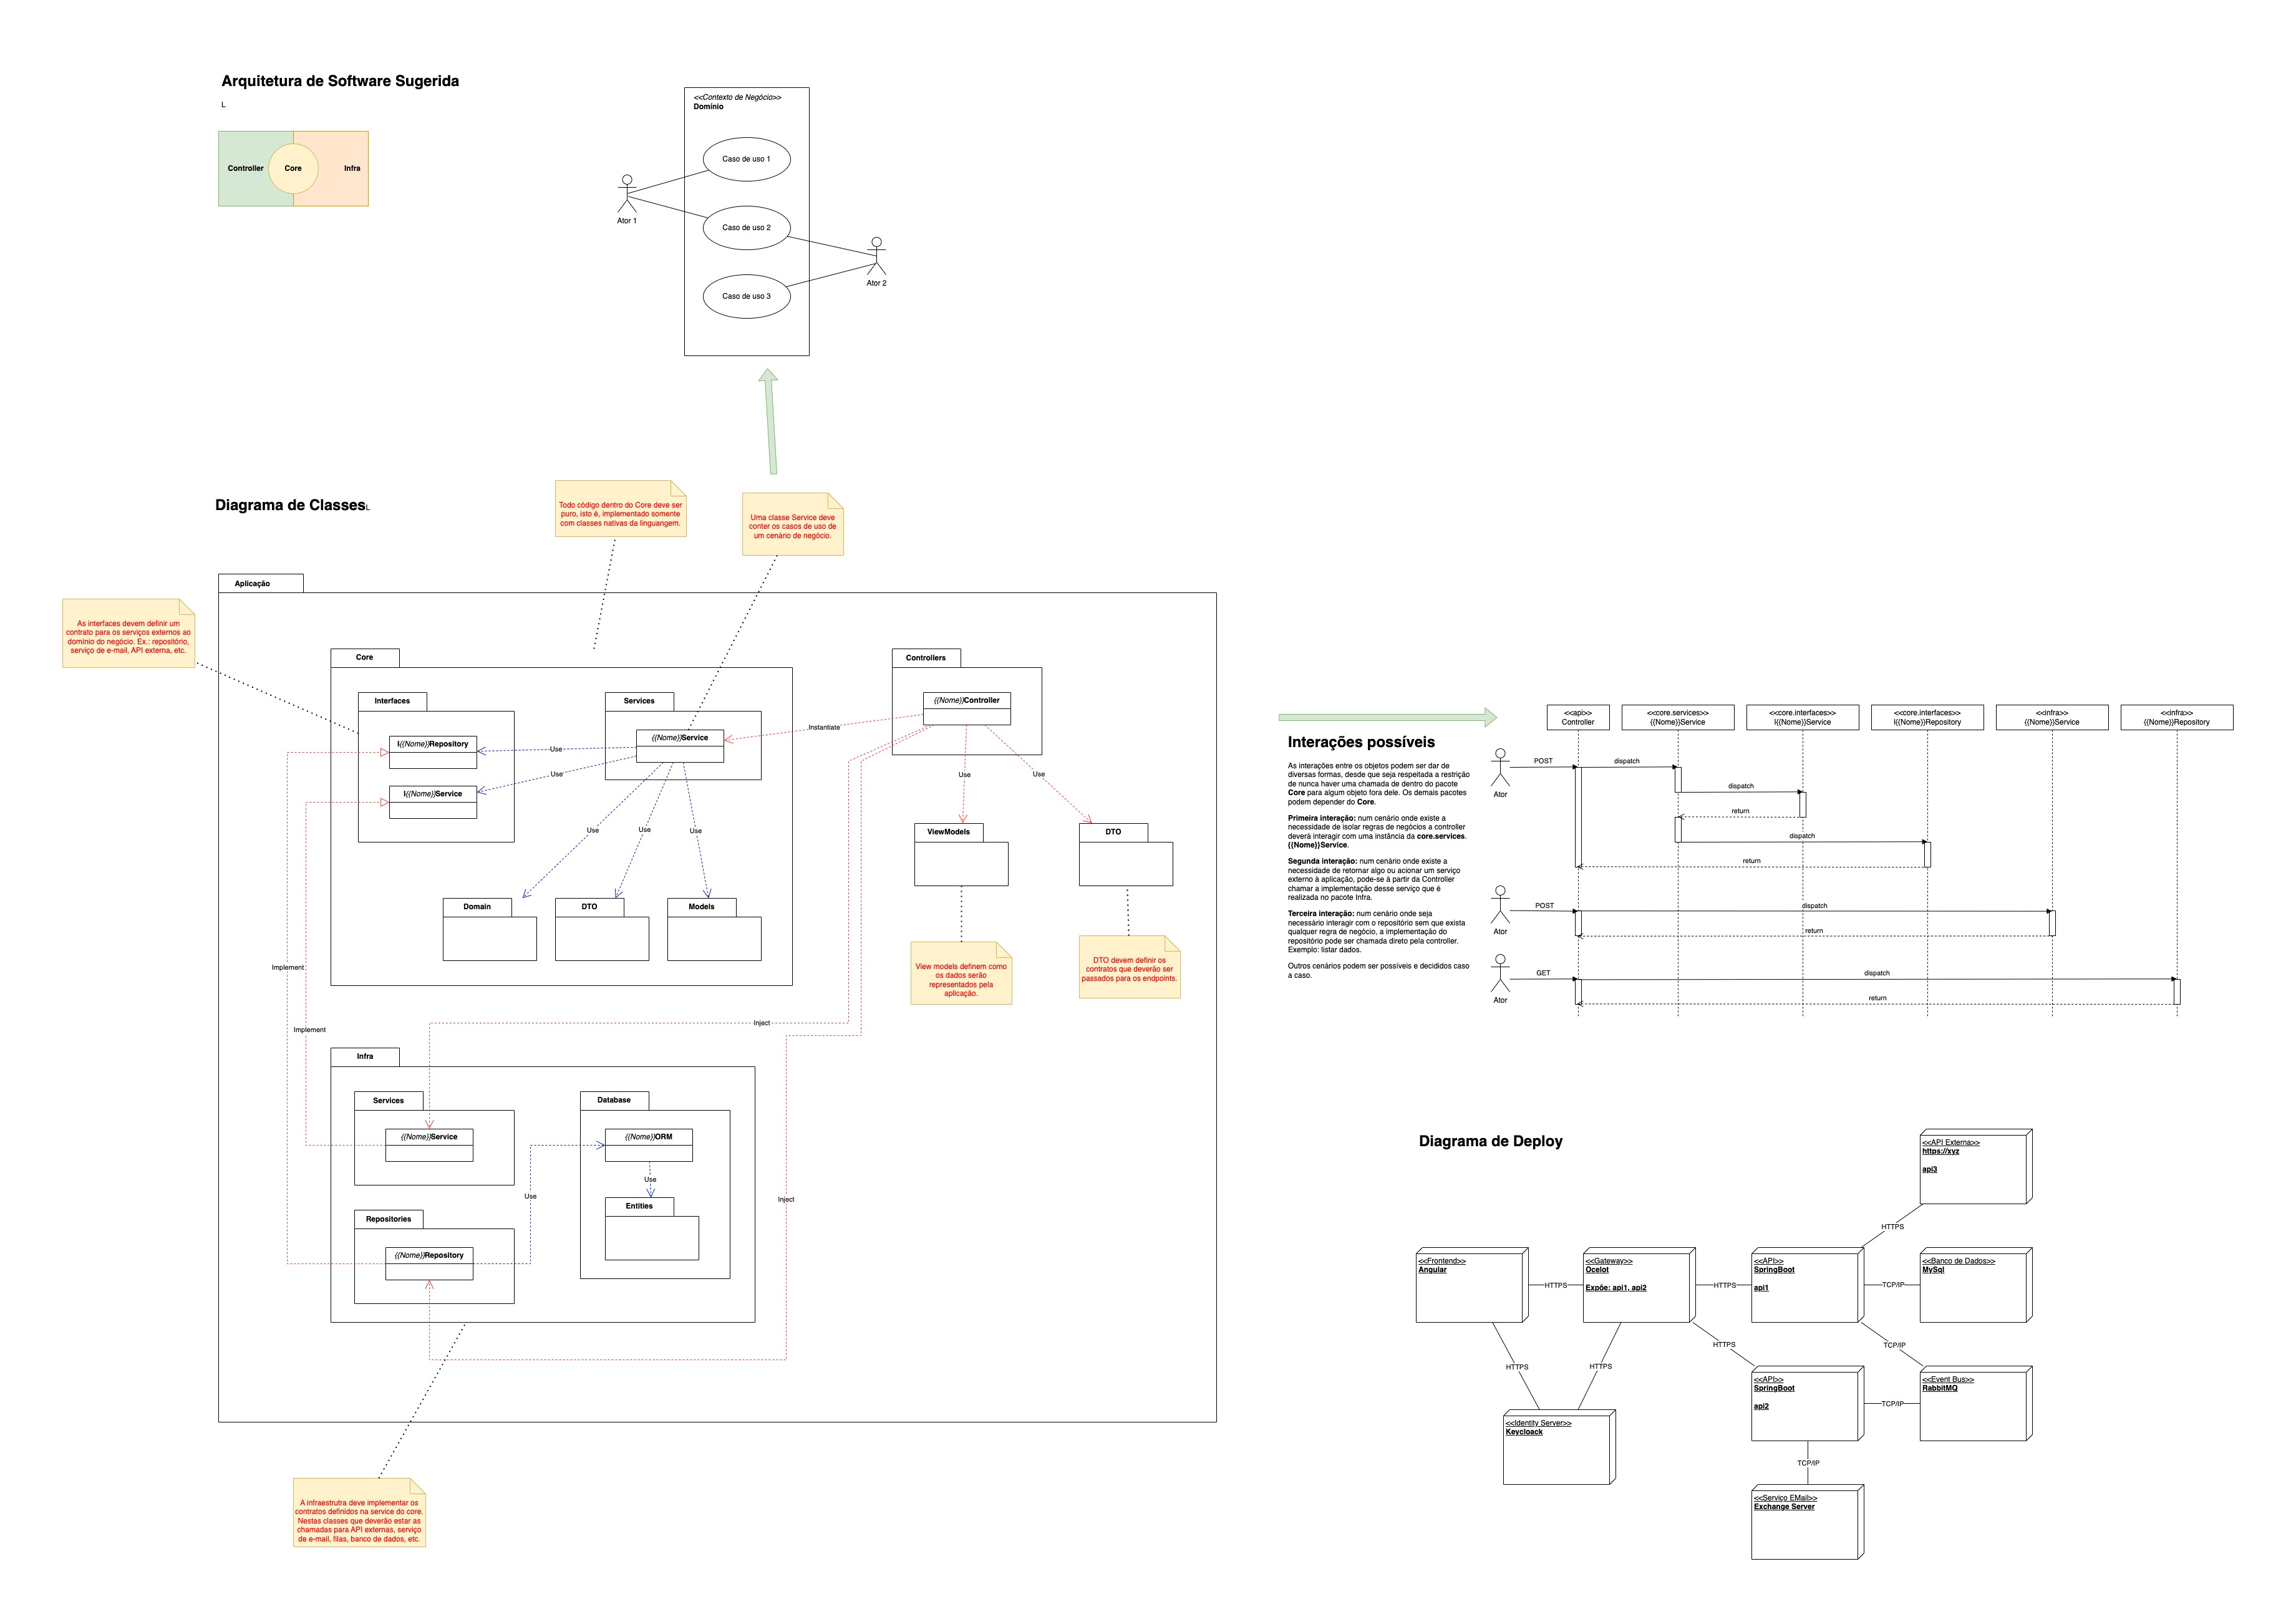 Arquitetura de Software Sugerida
L
Controller
Core
Infra
<<Contexto de Negócio>>
Domínio
Caso de uso 1
Caso de uso 2
Caso de uso 3
Ator 1
Ator 2
Diagrama de ClassesL
Todo código dentro do Core deve ser
puro, isto é, implementado somente
com classes nativas da linguangem.
Uma classe Service deve
conter os casos de uso de
um cenário de negócio.
As interfaces devem definir um
contrato para os serviços externos ao
domínio do negócio. Ex.: repositório,
serviço de e-mail, API externa, etc.
Aplicação
Core
Interfaces
I{{Nome}}Repository
I{{Nome}}Service
Services
{{Nome}}Service
Use
Use
Use
Use
Use
Domain
DTO
Models
Controllers
{{Nome}}Controller
Instantiate
Use
Use
ViewModels
DTO
View models definem como
os dados serão
representados pela
aplicação.
DTO devem definir os
contratos que deverão ser
passados para os endpoints.
Implement
Implement
Inject
Inject
Infra
Services
{{Nome}}Service
Repositories
{{Nome}}Repository
Use
Database
{{Nome}}ORM
Use
Entities
A infraestrutra deve implementar os
contratos definidos na service do core.
Nestas classes que deverão estar as
chamadas para API externas, serviço
de e-mail, filas, banco de dados, etc.
Interações possíveis
As interações entre os objetos podem ser dar de
diversas formas, desde que seja respeitada a restrição
de nunca haver uma chamada de dentro do pacote
Core para algum objeto fora dele. Os demais pacotes
podem depender do Core.
Primeira interação: num cenário onde existe a
necessidade de isolar regras de negócios a controller
deverá interagir com uma instância da core.services.
{{Nome}}Service.
Segunda interação: num cenário onde existe a
necessidade de retornar algo ou acionar um serviço
externo à aplicação, pode-se à partir da Controller
chamar a implementação desse serviço que é
realizada no pacote Infra.
Terceira interação: num cenário onde seja
necessário interagir com o repositório sem que exista
qualquer regra de negócio, a implementação do
repositório pode ser chamada direto pela controller.
Exemplo: listar dados.
Outros cenários podem ser possíveis e decididos caso
a caso.
<<api>>
Controller
<<core.services>>
{{Nome}}Service
<<core.interfaces>>
I{{Nome}}Service
<<core.interfaces>>
I{{Nome}}Repository
<<infra>>
{{Nome}}Service
<<infra>>
{{Nome}}Repository
Ator
POST
dispatch
dispatch
return
dispatch
return
Ator
POST
dispatch
return
Ator
GET
dispatch
return
Diagrama de Deploy
<<API Externa>>
https://xyz
api3
HTTPS
<<Frontend>>
Angular
HTTPS
<<Gateway>>
Ocelot
Expõe: api1, api2
HTTPS
<<API>>
SpringBoot
api1
TCP/IP
<<Banco de Dados>>
MySql
HTTPS
HTTPS
HTTPS
TCP/IP
<<API>>
SpringBoot
api2
TCP/IP
<<Event Bus>>
RabbitMQ
<<Identity Server>>
Keycloack
TCP/IP
<<Serviço EMail>>
Exchange Server